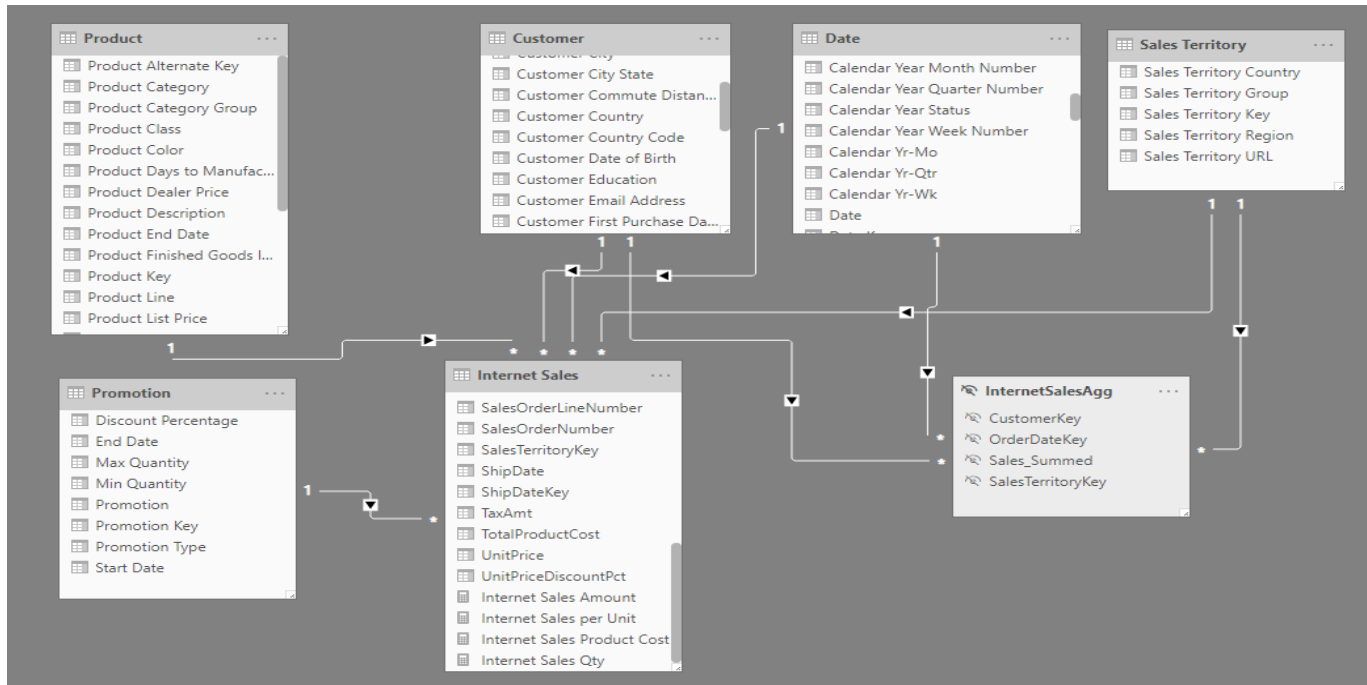 Product
Product Alternate Key
Product Category
Product Category Group
Product Class
Product Color
Product Days to Manufac...
Product Dealer Price
Product Description
Product End Date
Product Finished Goods I...
Product Key
Product Line
Product List Price
1
Customer
Customer City
Customer City State
Customer Commute Distan...
Customer Country
Customer Country Code
Customer Date of Birth
Customer Education
Customer Email Address
Customer First Purchase Da...
1 1
Date
Calendar Year Month Number
Calendar Year Quarter Number
Calendar Year Status
Calendar Year Week Number
Calendar Yr-Mo
Calendar Yr-Qtr
Calendar Yr-Wk
Date
1
1
Sales Territory
Sales Territory Country
Sales Territory Group
Sales Territory Key
Sales Territory Region
Sales Territory URL
1 1
Promotion
Discount Percentage
End Date
Max Quantity
Min Quantity
Promotion
Promotion Key
Promotion Type
Start Date
1
*
* * * *
Internet Sales
SalesOrderLineNumber
SalesOrderNumber
SalesTerritoryKey
ShipDate
ShipDateKey
TaxAmt
TotalProductCost
UnitPrice
UnitPriceDiscountPct
Internet Sales Amount
Internet Sales per Unit
Internet Sales Product Cost
Internet Sales Qty
InternetSalesAgg
CustomerKey
OrderDateKey
Sales_Summed
SalesTerritoryKey
*
*
*